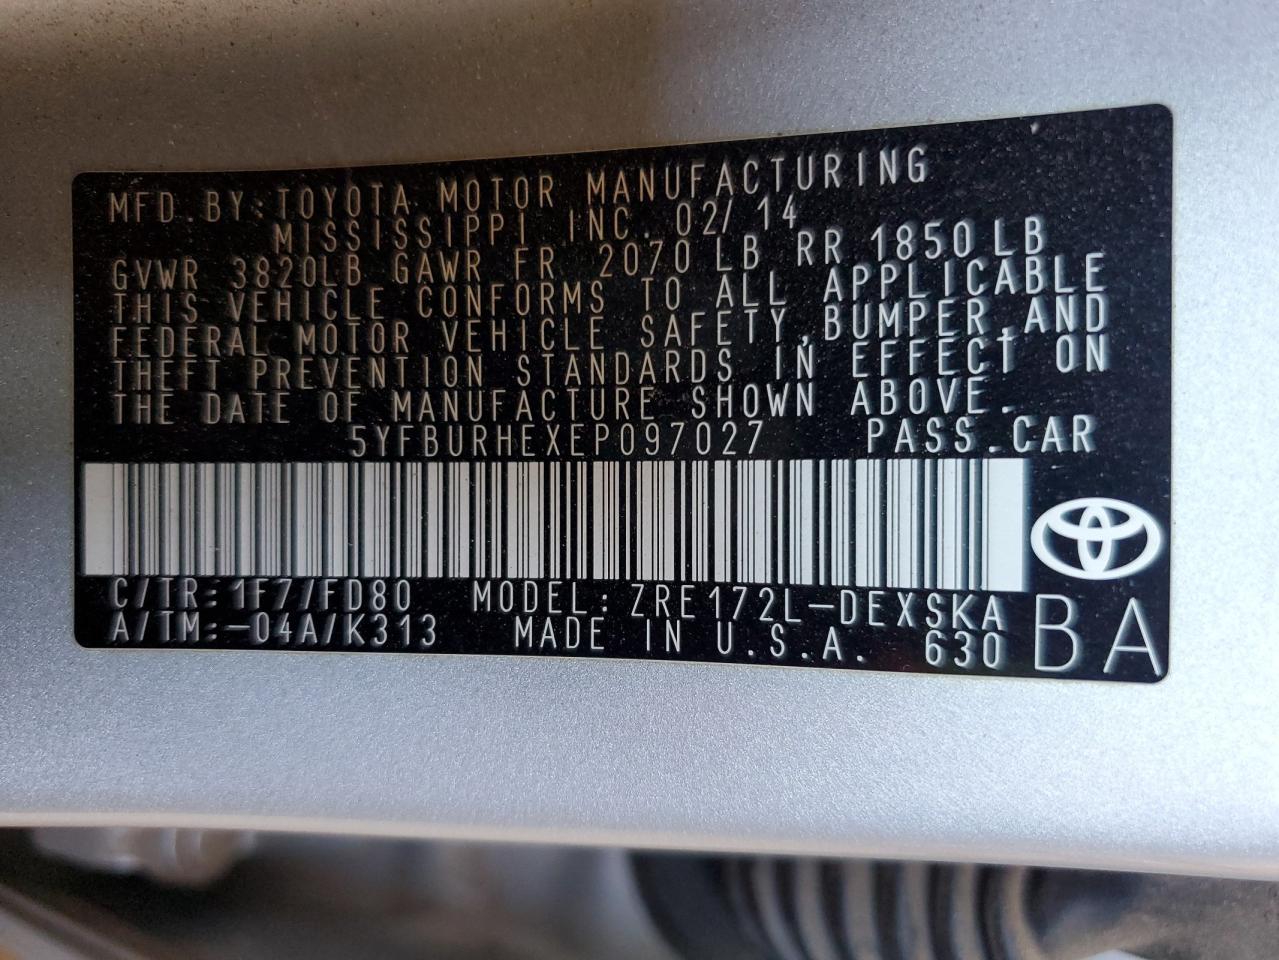 MFD.BY:TOYOTA MOTOR MANUFACTURING
MISSISSIPPI INC. 02/14
GVWR 3820LB GAWR FR 2070 LB RR 1850LB
THIS VEHICLE CONFORMS TO ALL APPLICABLE
FEDERAL MOTOR VEHICLE SAFETY,BUMPER,AND
THEFT PREVENTION STANDARDS IN EFFECT ON
THE DATE OF MANUFACTURE SHOWN ABOVE.
5YFBURHEXEP097027 PASS.CAR
C/TR:1F7/FD80 MODEL:ZRE172L-DEXSKA
A/TM:-04A/K313 MADE IN U.S.A. 630 BA